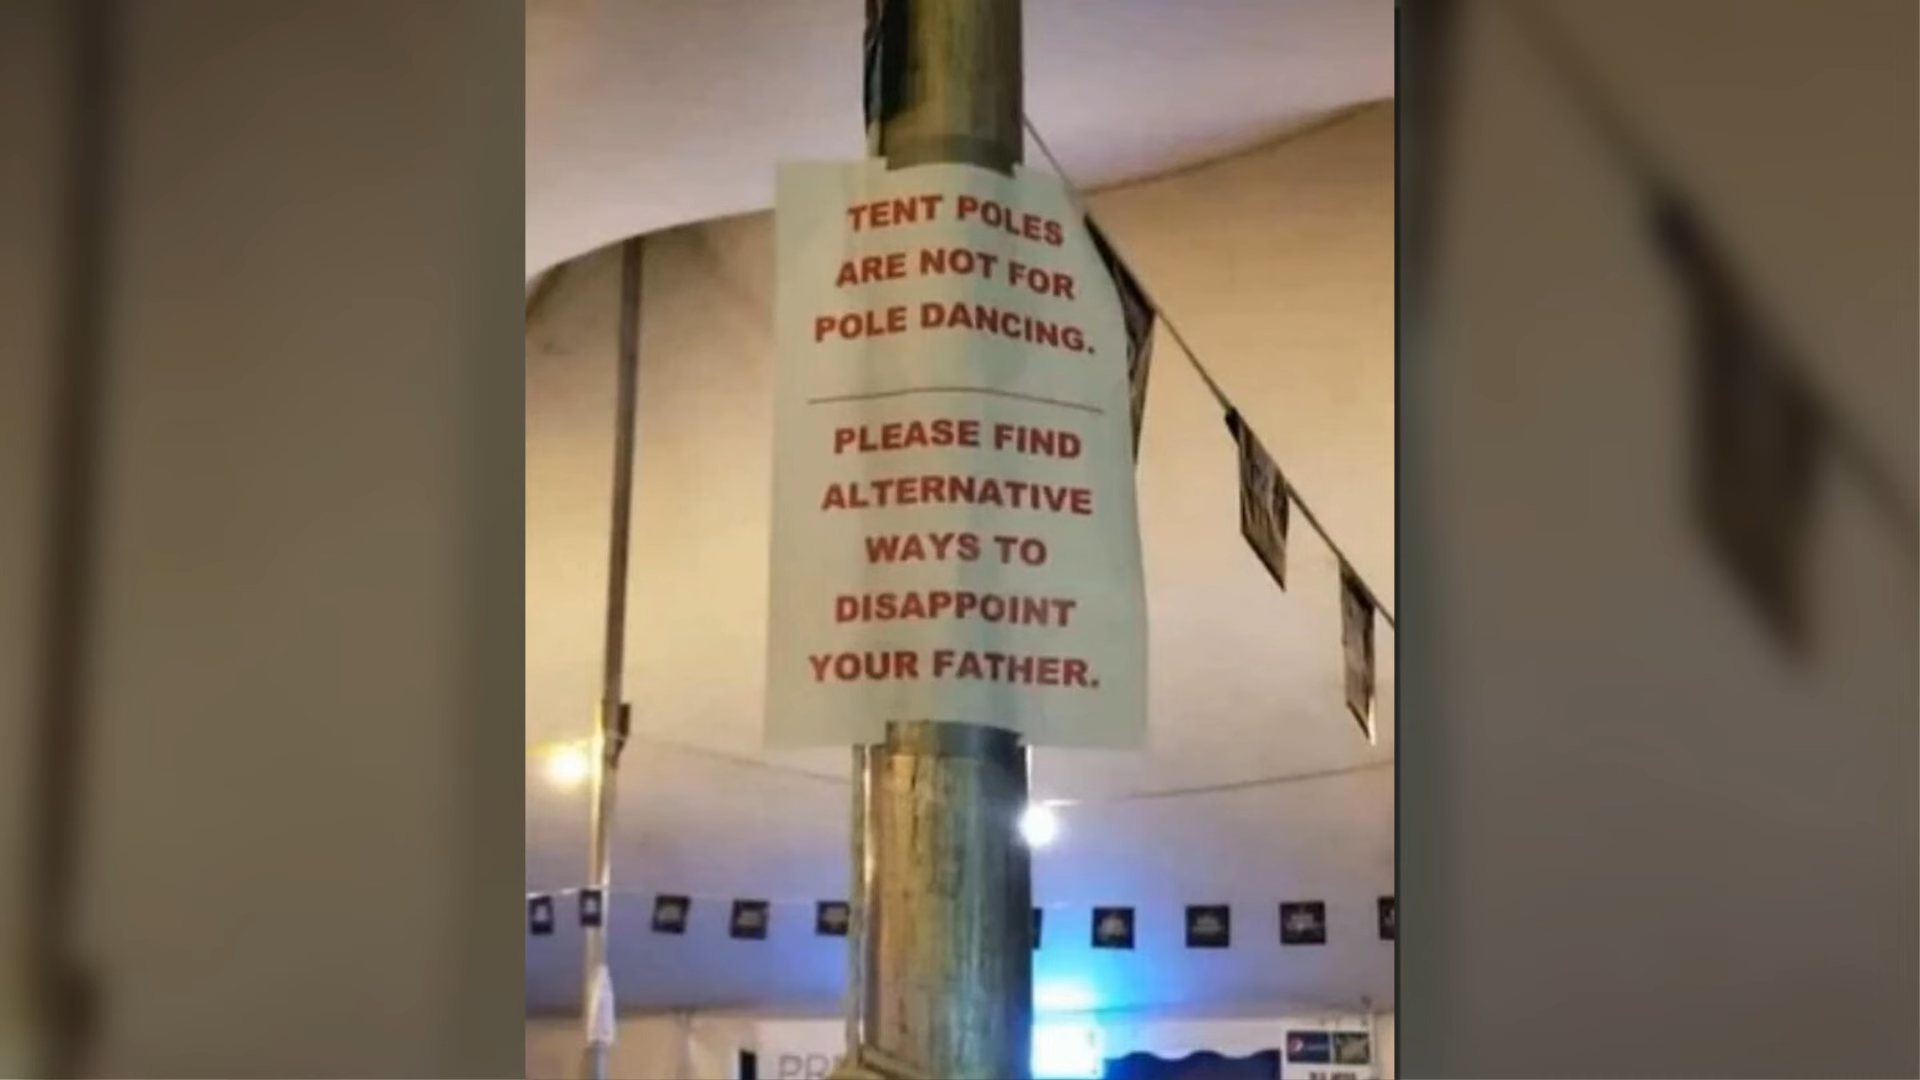 TENT POLES
ARE NOT FOR
POLE DANCING.
PLEASE FIND
ALTERNATIVE
WAYS TO
DISAPPOINT
YOUR FATHER.